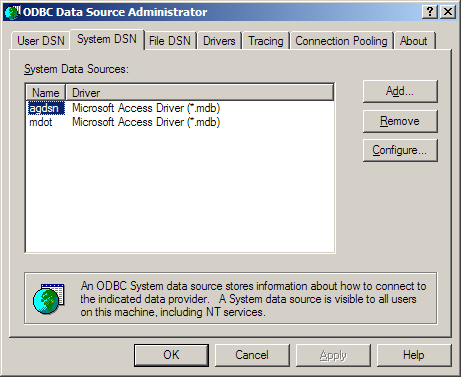 ODBC Data Source Administrator
User DSN System DSN File DSN Drivers Tracing Connection Pooling About
System Data Sources:
Name Driver
agdsn Microsoft Access Driver (*.mdb)
mdot Microsoft Access Driver (*.mdb)
Add...
Remove
Configure...
An ODBC System data source stores information about how to connect to
the indicated data provider. A System data source is visible to all users
on this machine, including NT services.
OK Cancel Apply Help